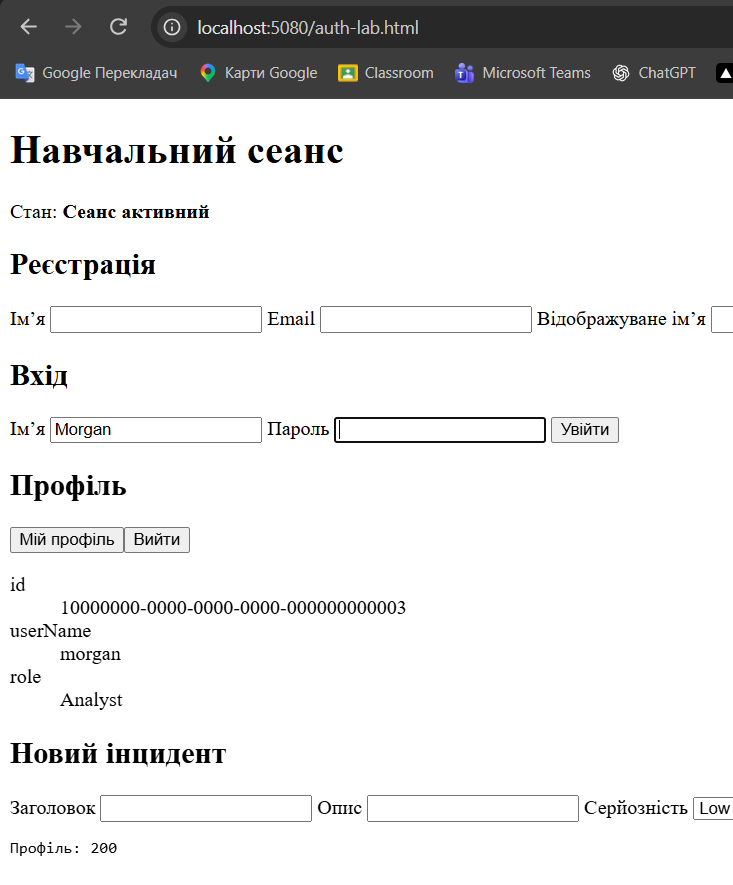 localhost:5080/auth-lab.html
Google Перекладач Карти Google Classroom Microsoft Teams ChatGPT
Навчальний сеанс
Стан: Сеанс активний
Реєстрація
Ім’я Email Відображуване ім’я
Вхід
Ім’я Morgan Пароль Увійти
Профіль
Мій профіль Вийти
id
10000000-0000-0000-0000-000000000003
userName
morgan
role
Analyst
Новий інцидент
Заголовок Опис Серйозність Low
Профіль: 200